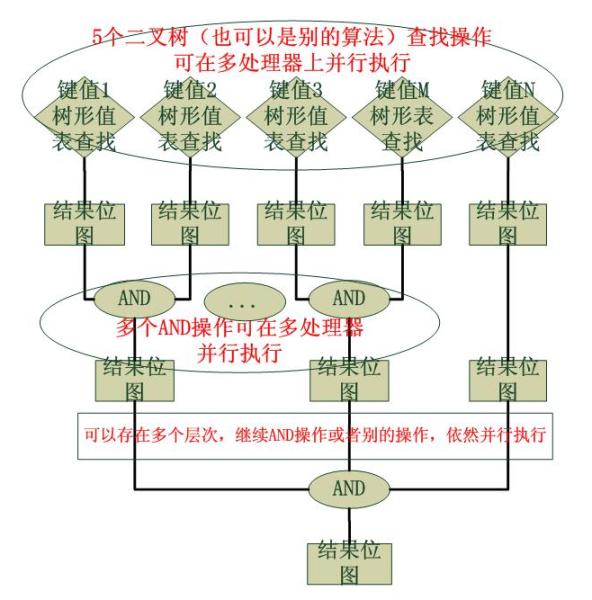 5个二叉树（也可以是别的算法）查找操作
可在多处理器上并行执行
键值1
树形值
表查找
键值2
树形值
表查找
键值3
树形值
表查找
键值M
树形表
查找
键值N
树形值
表查找
结果位
图
结果位
图
结果位
图
结果位
图
结果位
图
AND
...
AND
多个AND操作可在多处理器
并行执行
结果位
图
结果位
图
结果位
图
可以存在多个层次，继续AND操作或者别的操作，依然并行执行
AND
结果位
图